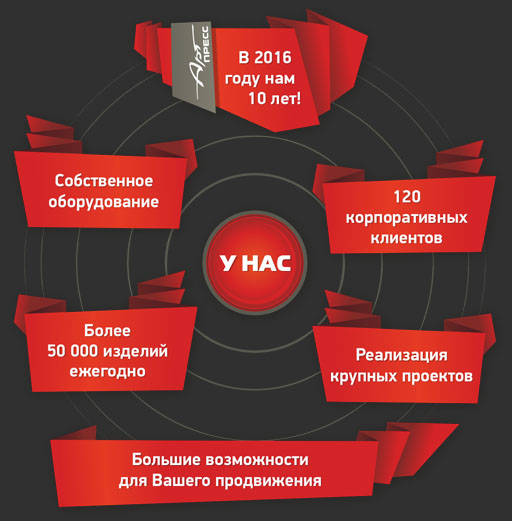 Арт
ПРЕСС
В 2016
году нам
10 лет!
Собственное
оборудование
120
корпоративных
клиентов
У НАС
Более
50 000 изделий
ежегодно
Реализация
крупных проектов
Большие возможности
для Вашего продвижения